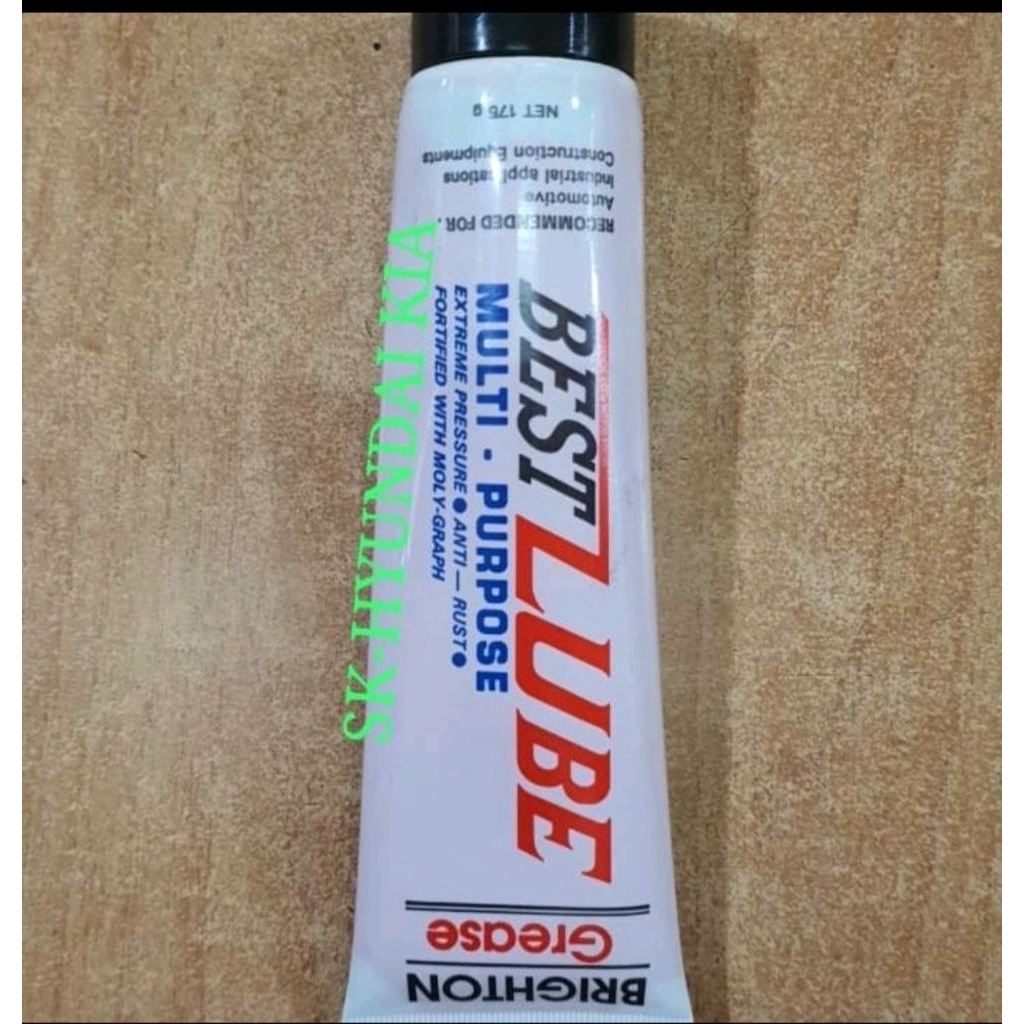 BRIGHTON
Grease
BEST LUBE
MULTI - PURPOSE
EXTREME PRESSURE ● ANTI — RUST ●
FORTIFIED WITH MOLY-GRAPH
RECOMMENDED FOR.
Automotive
Industrial applications
Construction Equipments
NET 175 g
SK-HYUNDAI KIA